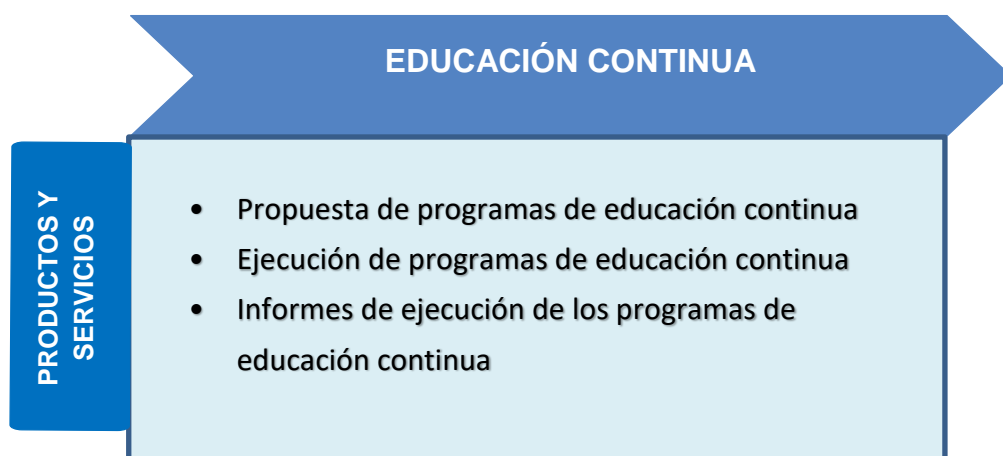 EDUCACIÓN CONTINUA
PRODUCTOS Y
SERVICIOS
• Propuesta de programas de educación continua
• Ejecución de programas de educación continua
• Informes de ejecución de los programas de
educación continua